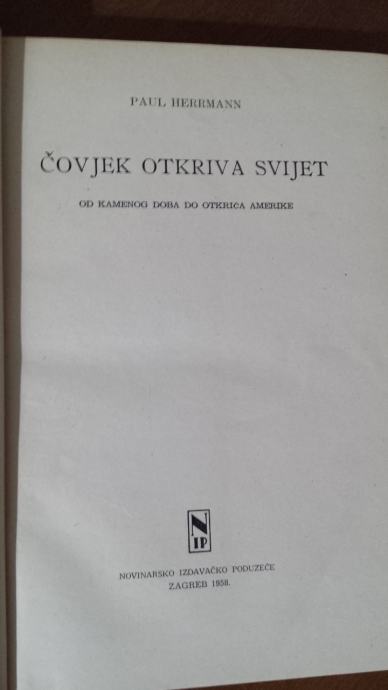 PAUL HERRMANN
ČOVJEK OTKRIVA SVIJET
OD KAMENOG DOBA DO OTKRIĆA AMERIKE
N
IP
NOVINARSKO IZDAVAČKO PODUZEĆE
ZAGREB 1958.